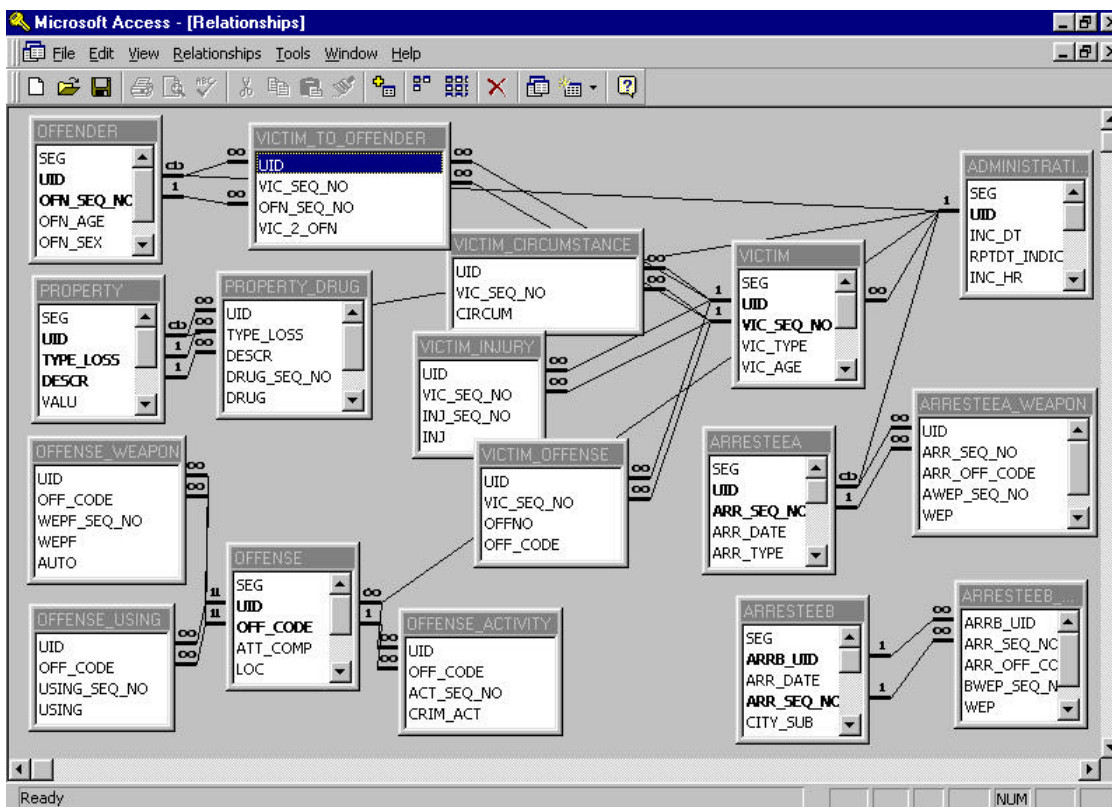 Microsoft Access - [Relationships]
File Edit View Relationships Tools Window Help
OFFENDER
SEG
UID
OFN_SEQ_NO
OFN_AGE
OFN_SEX
VICTIM_TO_OFFENDER
UID
VIC_SEQ_NO
OFN_SEQ_NO
VIC_2_OFN
ADMINISTRATI...
SEG
UID
INC_DT
RPTDT_INDIC
INC_HR
VICTIM_CIRCUMSTANCE
UID
VIC_SEQ_NO
CIRCUM
VICTIM
SEG
UID
VIC_SEQ_NO
VIC_TYPE
VIC_AGE
PROPERTY
SEG
UID
TYPE_LOSS
DESCR
VALU
PROPERTY_DRUG
UID
TYPE_LOSS
DESCR
DRUG_SEQ_NO
DRUG
VICTIM_INJURY
UID
VIC_SEQ_NO
INJ_SEQ_NO
INJ
ARRESTEEA_WEAPON
UID
ARR_SEQ_NO
ARR_OFF_CODE
AWEP_SEQ_NO
WEP
ARRESTEEA
SEG
UID
ARR_SEQ_NO
ARR_DATE
ARR_TYPE
OFFENSE_WEAPON
UID
OFF_CODE
WEPF_SEQ_NO
WEPF
AUTO
VICTIM_OFFENSE
UID
VIC_SEQ_NO
OFFNO
OFF_CODE
OFFENSE
SEG
UID
OFF_CODE
ATT_COMP
LOC
OFFENSE_USING
UID
OFF_CODE
USING_SEQ_NO
USING
OFFENSE_ACTIVITY
UID
OFF_CODE
ACT_SEQ_NO
CRIM_ACT
ARRESTEEB
SEG
ARRB_UID
ARR_DATE
ARR_SEQ_NO
CITY_SUB
ARRESTEEB_...
ARRB_UID
ARR_SEQ_NO
ARR_OFF_CO
BWEP_SEQ_N
WEP
Ready
NUM